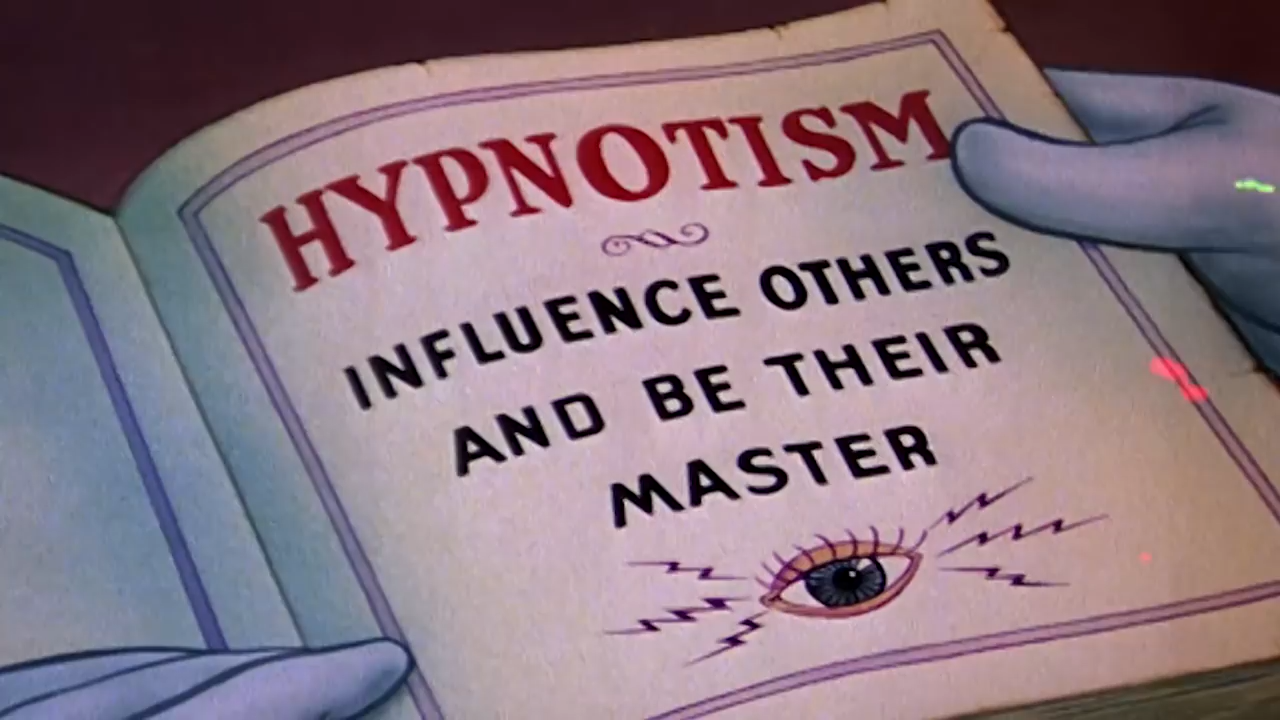 HYPNOTISM
INFLUENCE OTHERS
AND BE THEIR
MASTER